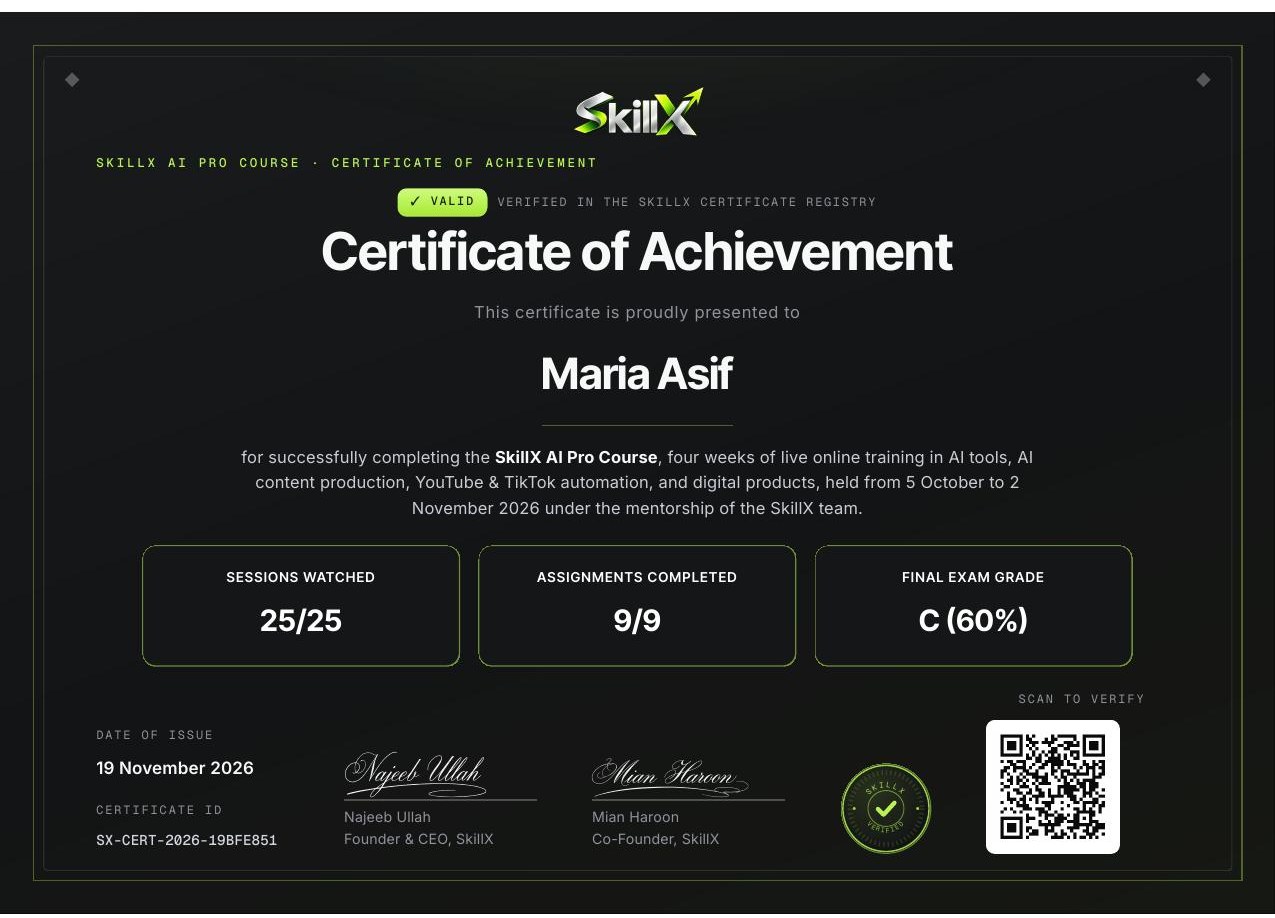 SkillX
SKILLX AI PRO COURSE · CERTIFICATE OF ACHIEVEMENT
✓ VALID VERIFIED IN THE SKILLX CERTIFICATE REGISTRY
Certificate of Achievement
This certificate is proudly presented to
Maria Asif
for successfully completing the SkillX AI Pro Course, four weeks of live online training in AI tools, AI
content production, YouTube & TikTok automation, and digital products, held from 5 October to 2
November 2026 under the mentorship of the SkillX team.
SESSIONS WATCHED
25/25
ASSIGNMENTS COMPLETED
9/9
FINAL EXAM GRADE
C (60%)
DATE OF ISSUE
19 November 2026
CERTIFICATE ID
SX-CERT-2026-19BFE851
Najeeb Ullah
Najeeb Ullah
Founder & CEO, SkillX
Mian Haroon
Mian Haroon
Co-Founder, SkillX
SKILLX
VERIFIED
SCAN TO VERIFY